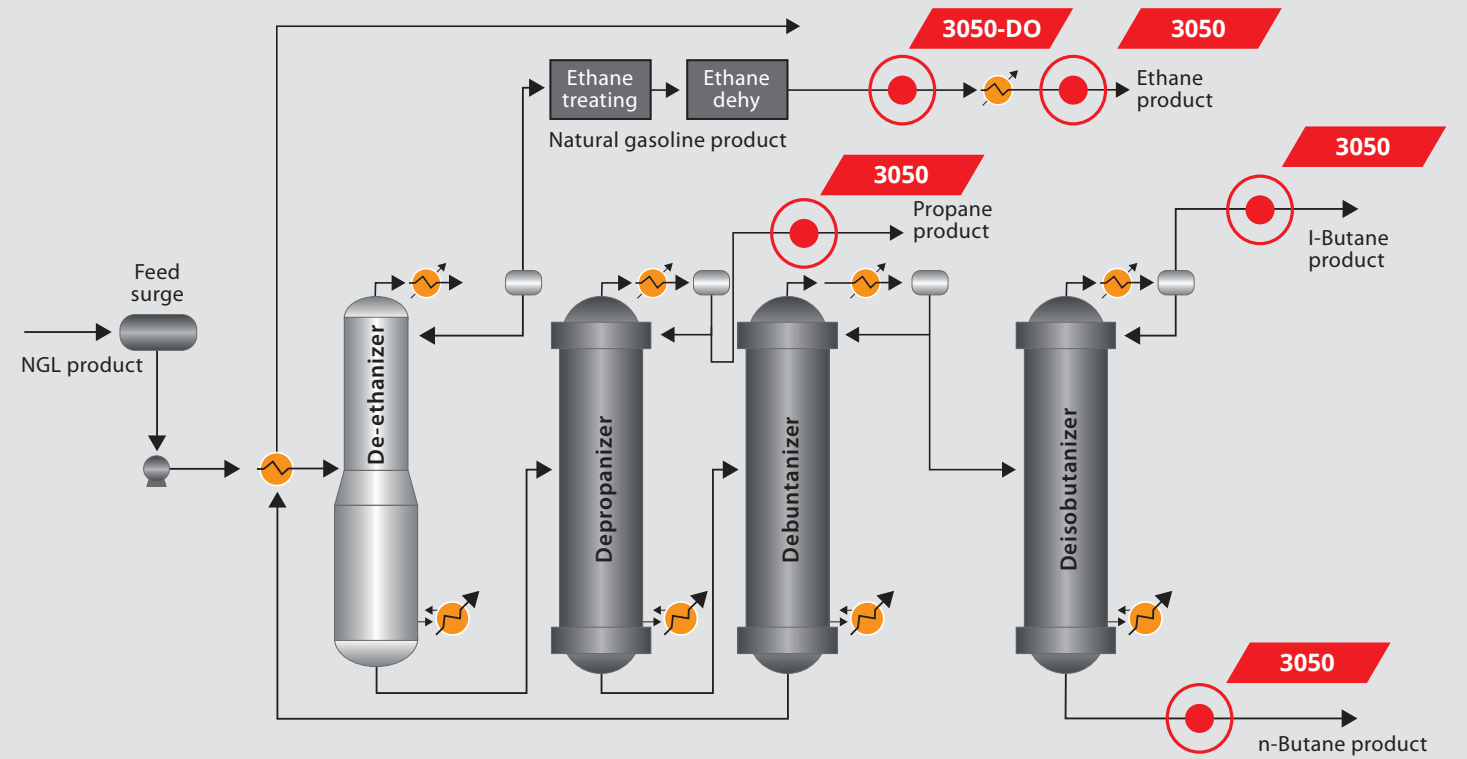 3050-DO
3050
Ethane
treating
Ethane
dehy
Ethane
product
Natural gasoline product
3050
3050
Propane
product
I-Butane
product
Feed
surge
NGL product
De-ethanizer
Depropanizer
Debuntanizer
Deisobutanizer
3050
n-Butane product